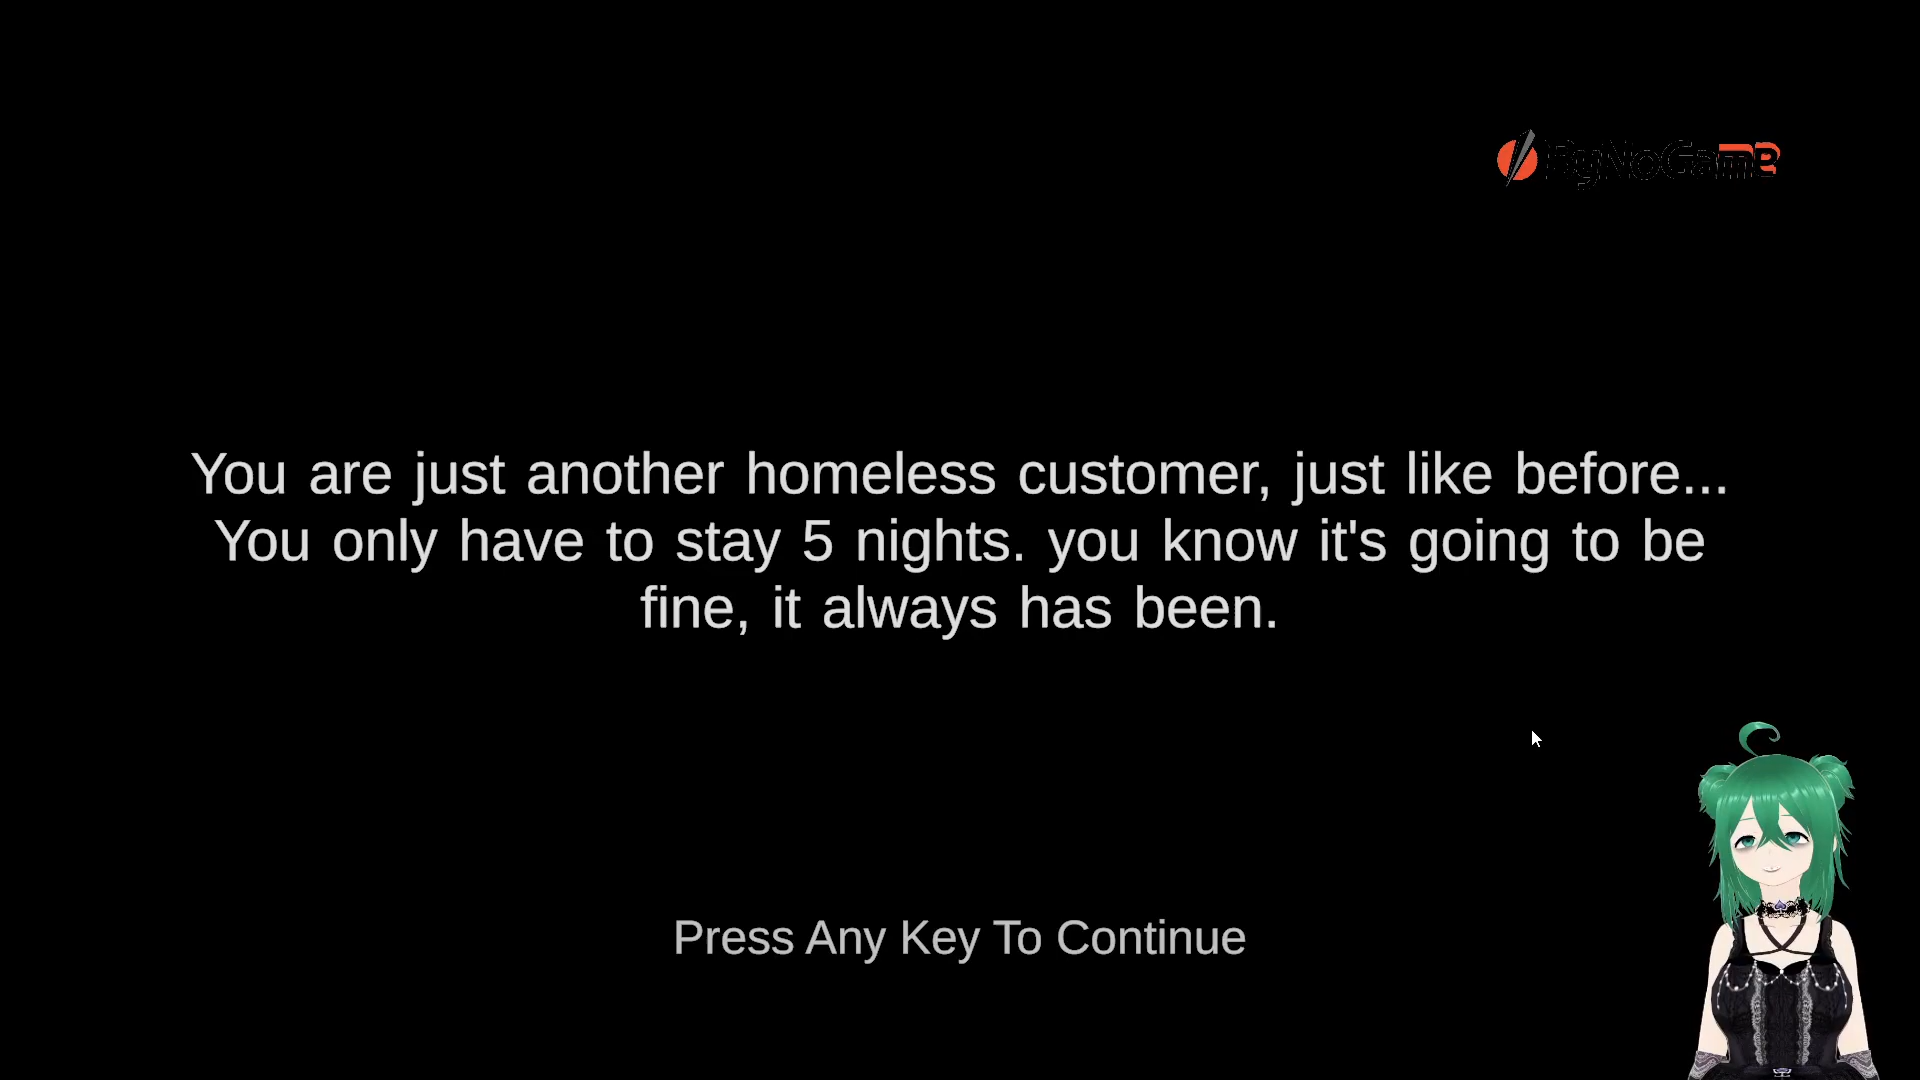 ByNoGame
You are just another homeless customer, just like before...
You only have to stay 5 nights. you know it's going to be
fine, it always has been.
Press Any Key To Continue